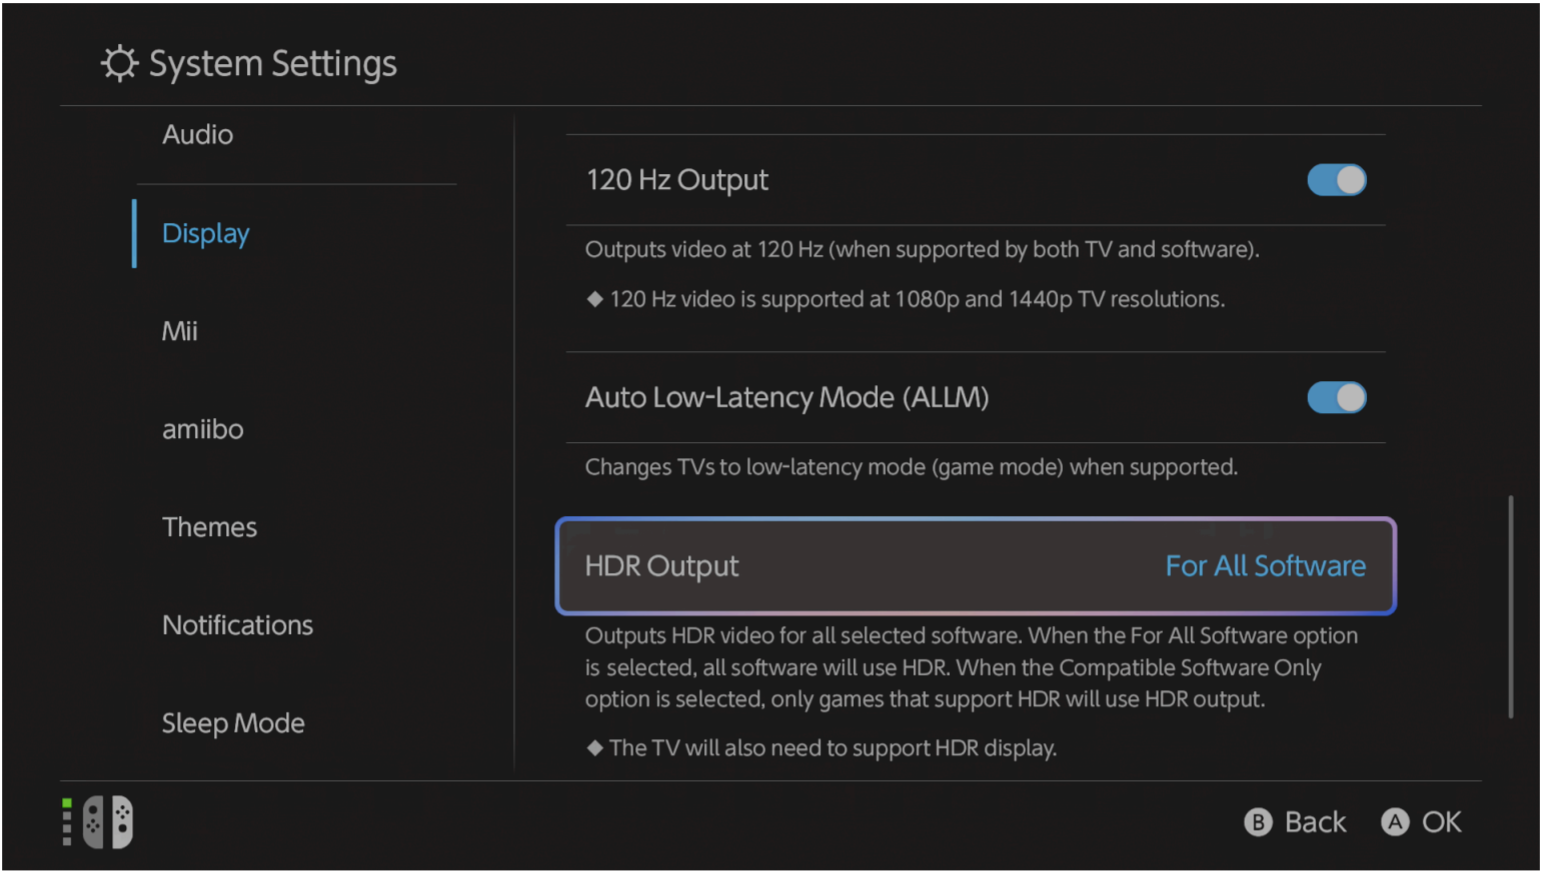 System Settings
Audio
Display
Mii
amiibo
Themes
Notifications
Sleep Mode
120 Hz Output
Outputs video at 120 Hz (when supported by both TV and software).
◆ 120 Hz video is supported at 1080p and 1440p TV resolutions.
Auto Low-Latency Mode (ALLM)
Changes TVs to low-latency mode (game mode) when supported.
HDR Output For All Software
Outputs HDR video for all selected software. When the For All Software option
is selected, all software will use HDR. When the Compatible Software Only
option is selected, only games that support HDR will use HDR output.
◆ The TV will also need to support HDR display.
B Back A OK